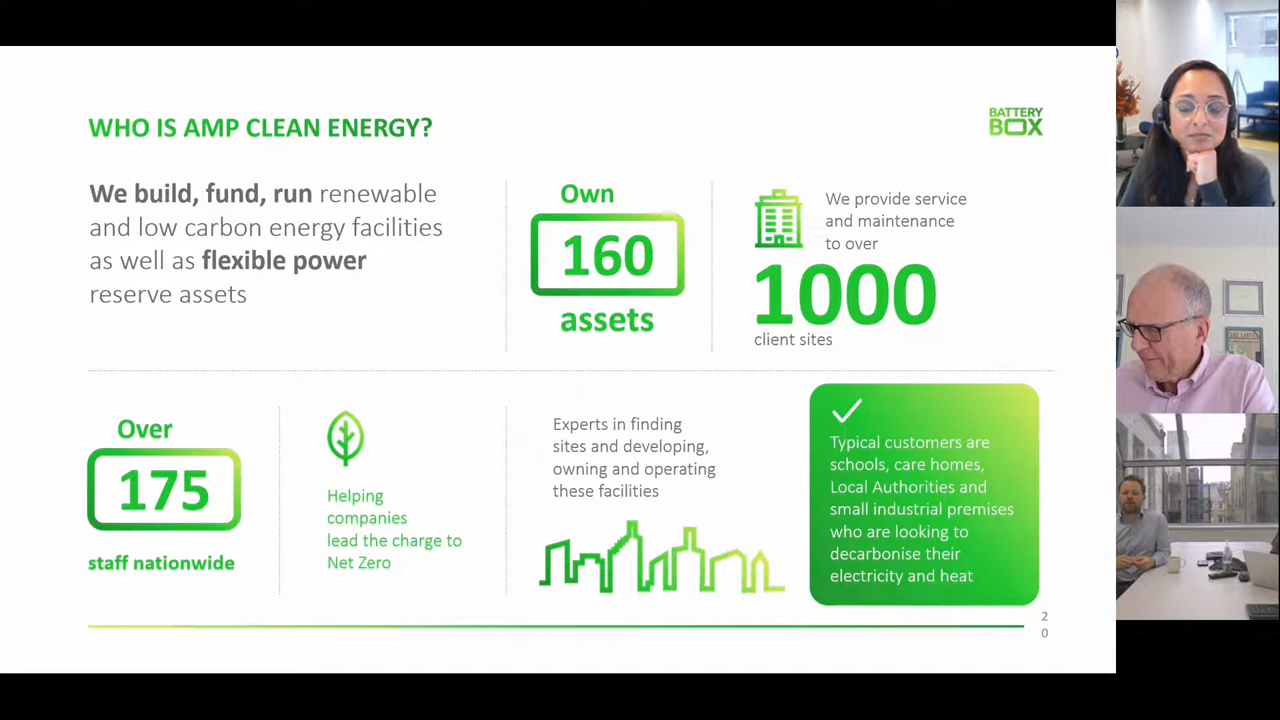 WHO IS AMP CLEAN ENERGY?
BATTERY
BOX
We build, fund, run renewable
and low carbon energy facilities
as well as flexible power
reserve assets
Own
160
assets
We provide service
and maintenance
to over
1000
client sites
Over
175
staff nationwide
Helping
companies
lead the charge to
Net Zero
Experts in finding
sites and developing,
owning and operating
these facilities
Typical customers are
schools, care homes,
Local Authorities and
small industrial premises
who are looking to
decarbonise their
electricity and heat
2
0